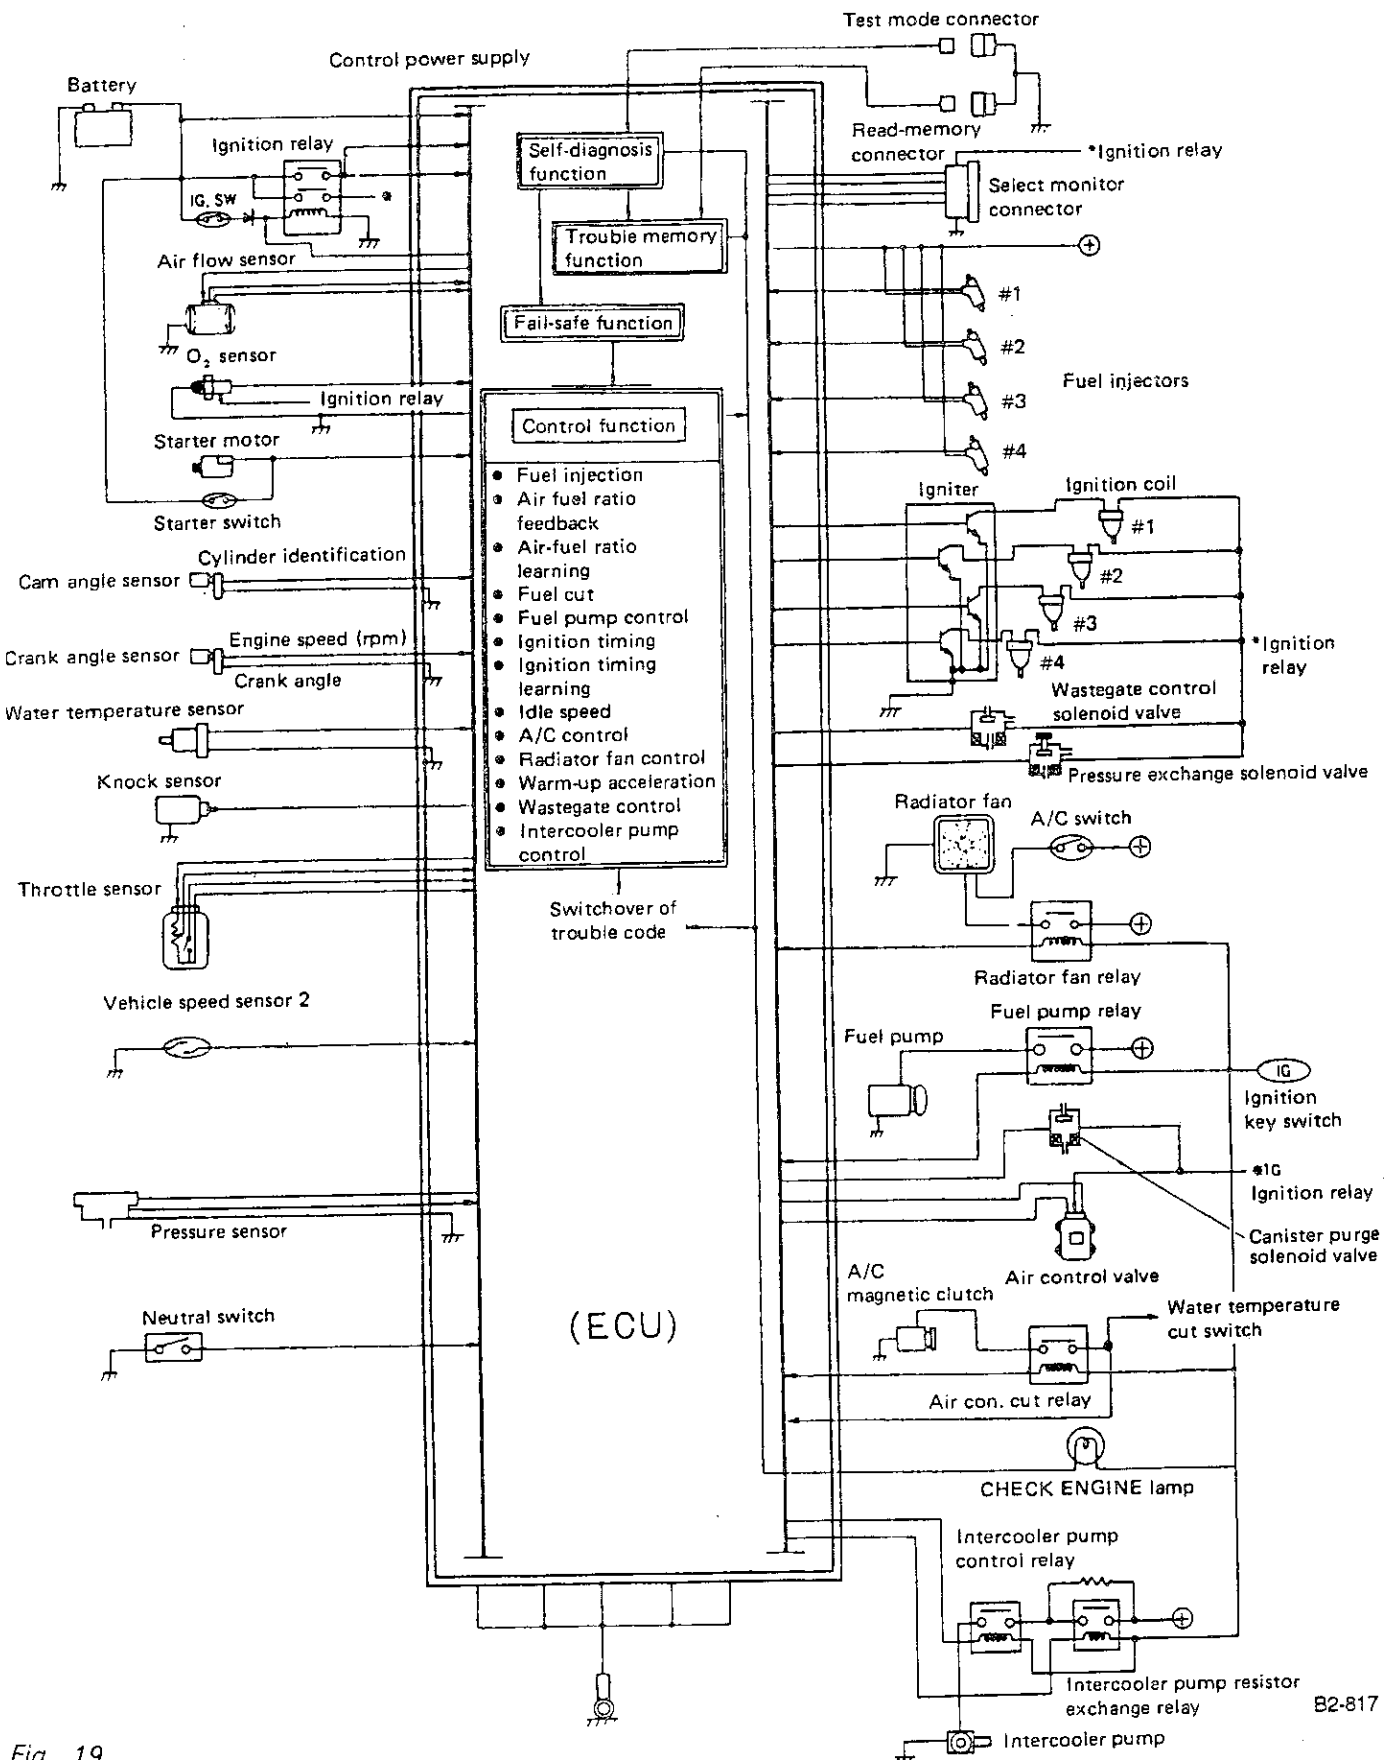 Test mode connector
Control power supply
Battery
Ignition relay
IG. SW
Air flow sensor
O₂ sensor
Ignition relay
Starter motor
Starter switch
Cylinder identification
Cam angle sensor
Engine speed (rpm)
Crank angle sensor
Crank angle
Water temperature sensor
Knock sensor
Throttle sensor
Vehicle speed sensor 2
Pressure sensor
Neutral switch
Self-diagnosis
function
Trouble memory
function
Fail-safe function
Control function
● Fuel injection
● Air fuel ratio
feedback
● Air-fuel ratio
learning
● Fuel cut
● Fuel pump control
● Ignition timing
● Ignition timing
learning
● Idle speed
● A/C control
● Radiator fan control
● Warm-up acceleration
● Wastegate control
● Intercooler pump
control
Switchover of
trouble code
(ECU)
Read-memory
connector
*Ignition relay
Select monitor
connector
#1
#2
Fuel injectors
#3
#4
Igniter
Ignition coil
#1
#2
#3
#4
*Ignition
relay
Wastegate control
solenoid valve
Pressure exchange solenoid valve
Radiator fan
A/C switch
Radiator fan relay
Fuel pump relay
Fuel pump
IG
Ignition
key switch
*IG
Ignition relay
Canister purge
solenoid valve
Air control valve
A/C
magnetic clutch
Water temperature
cut switch
Air con. cut relay
CHECK ENGINE lamp
Intercooler pump
control relay
Intercooler pump resistor
exchange relay
B2-817
Intercooler pump
Fig. 19